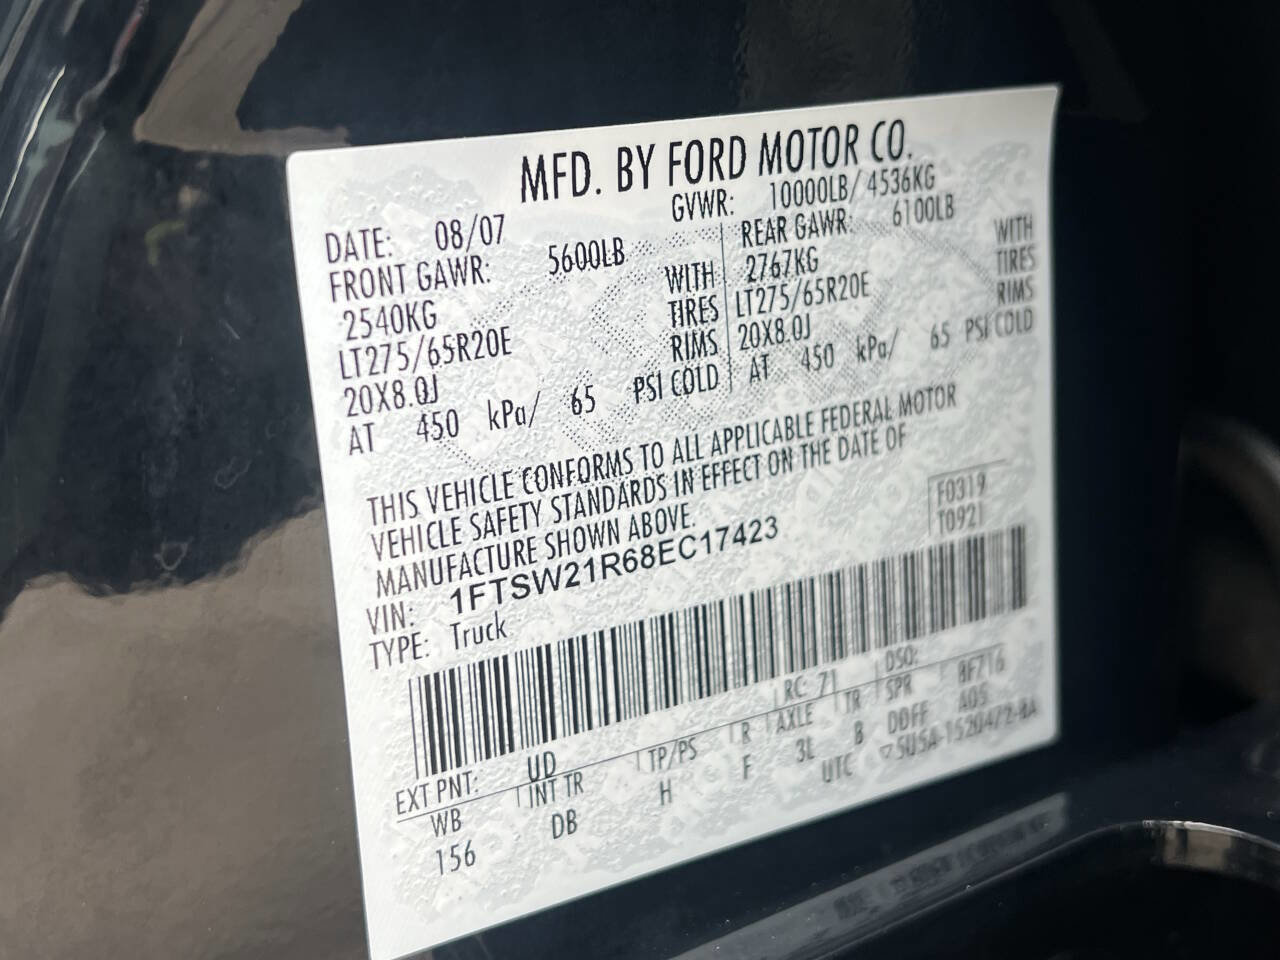 MFD. BY FORD MOTOR CO.
DATE: 08/07 GVWR: 10000LB/ 4536KG
FRONT GAWR: 5600LB REAR GAWR: 6100LB
2540KG WITH 2767KG WITH
LT275/65R20E TIRES LT275/65R20E TIRES
20X8.0J RIMS 20X8.0J RIMS
AT 450 kPa/ 65 PSI COLD AT 450 kPa/ 65 PSI COLD
THIS VEHICLE CONFORMS TO ALL APPLICABLE FEDERAL MOTOR
VEHICLE SAFETY STANDARDS IN EFFECT ON THE DATE OF
MANUFACTURE SHOWN ABOVE.
F0319
T0921
VIN: 1FTSW21R68EC17423
TYPE: Truck
EXT PNT: UD RC: 71 DSO:
WB INT TR TP/PS R AXLE TR SPR 8F716
156 DB H F 3L B DDFF A05
UTC ▽5U5A-1520472-BA